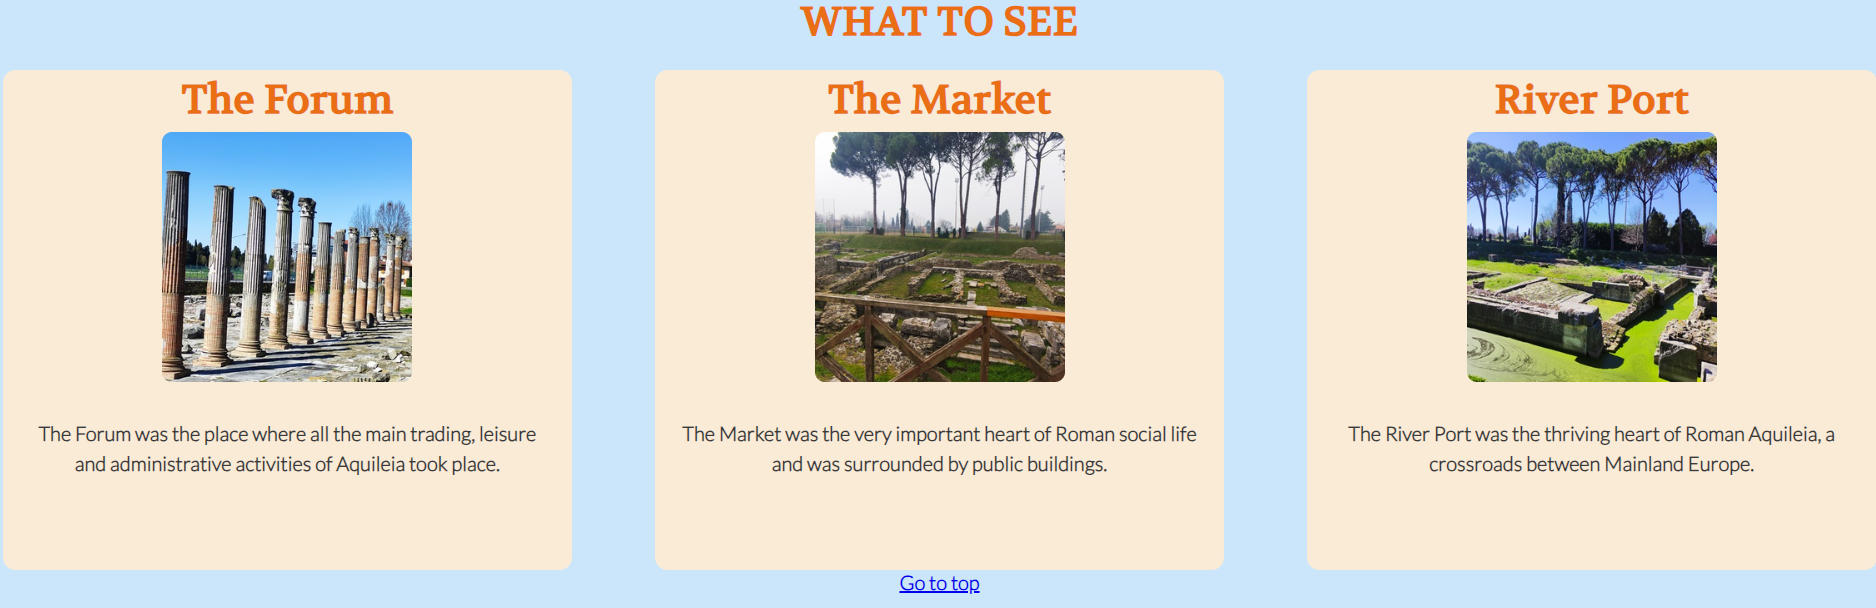 WHAT TO SEE
The Forum
The Forum was the place where all the main trading, leisure
and administrative activities of Aquileia took place.
The Market
The Market was the very important heart of Roman social life
and was surrounded by public buildings.
River Port
The River Port was the thriving heart of Roman Aquileia, a
crossroads between Mainland Europe.
Go to top